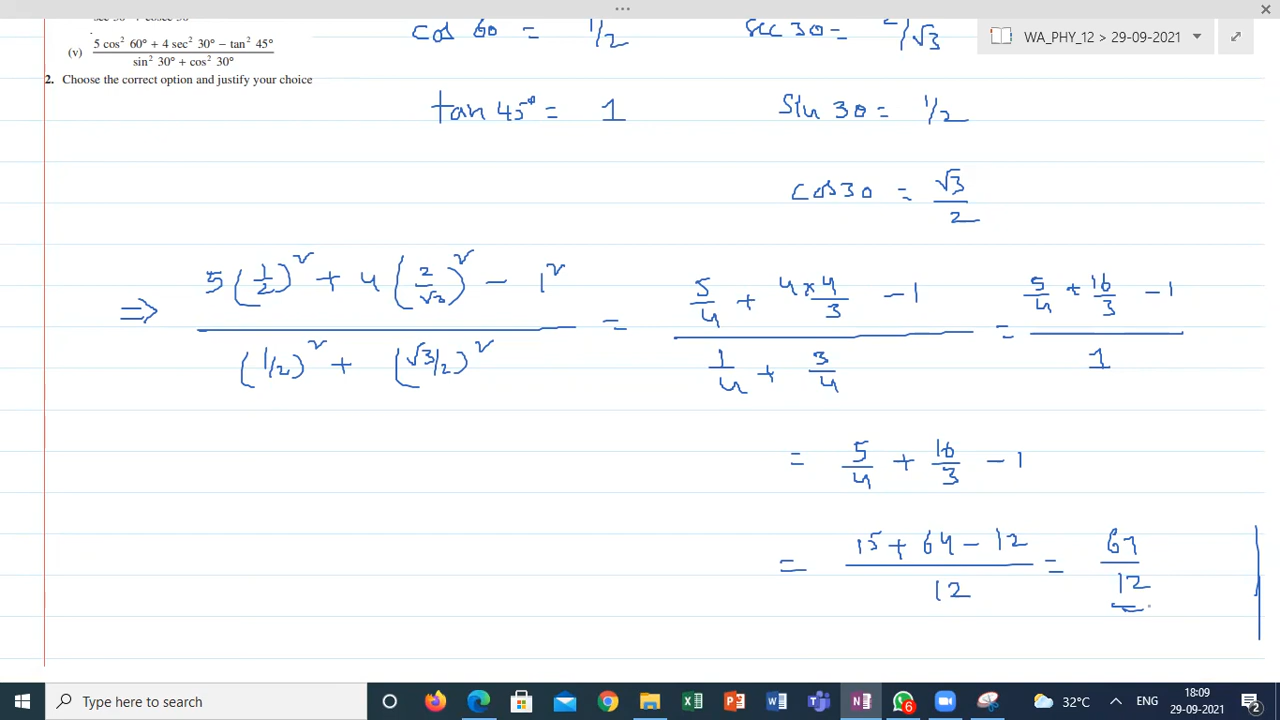 (v) 5 cos² 60° + 4 sec² 30° − tan² 45° / sin² 30° + cos² 30°
2. Choose the correct option and justify your choice
cos 60 = 1/2 sec 30 = 2/√3
WA_PHY_12 > 29-09-2021
tan 45° = 1 Sin 30 = 1/2
cos 30 = √3/2
⇒ (5(1/2)² + 4(2/√3)² − 1²) / ((1/2)² + (√3/2)²) = (5/4 + 4×4/3 − 1) / (1/4 + 3/4) = (5/4 + 16/3 − 1) / 1
= 5/4 + 16/3 − 1
= (15 + 64 − 12) / 12 = 67/12
Type here to search
6
32°C
ENG
18:09
29-09-2021
2